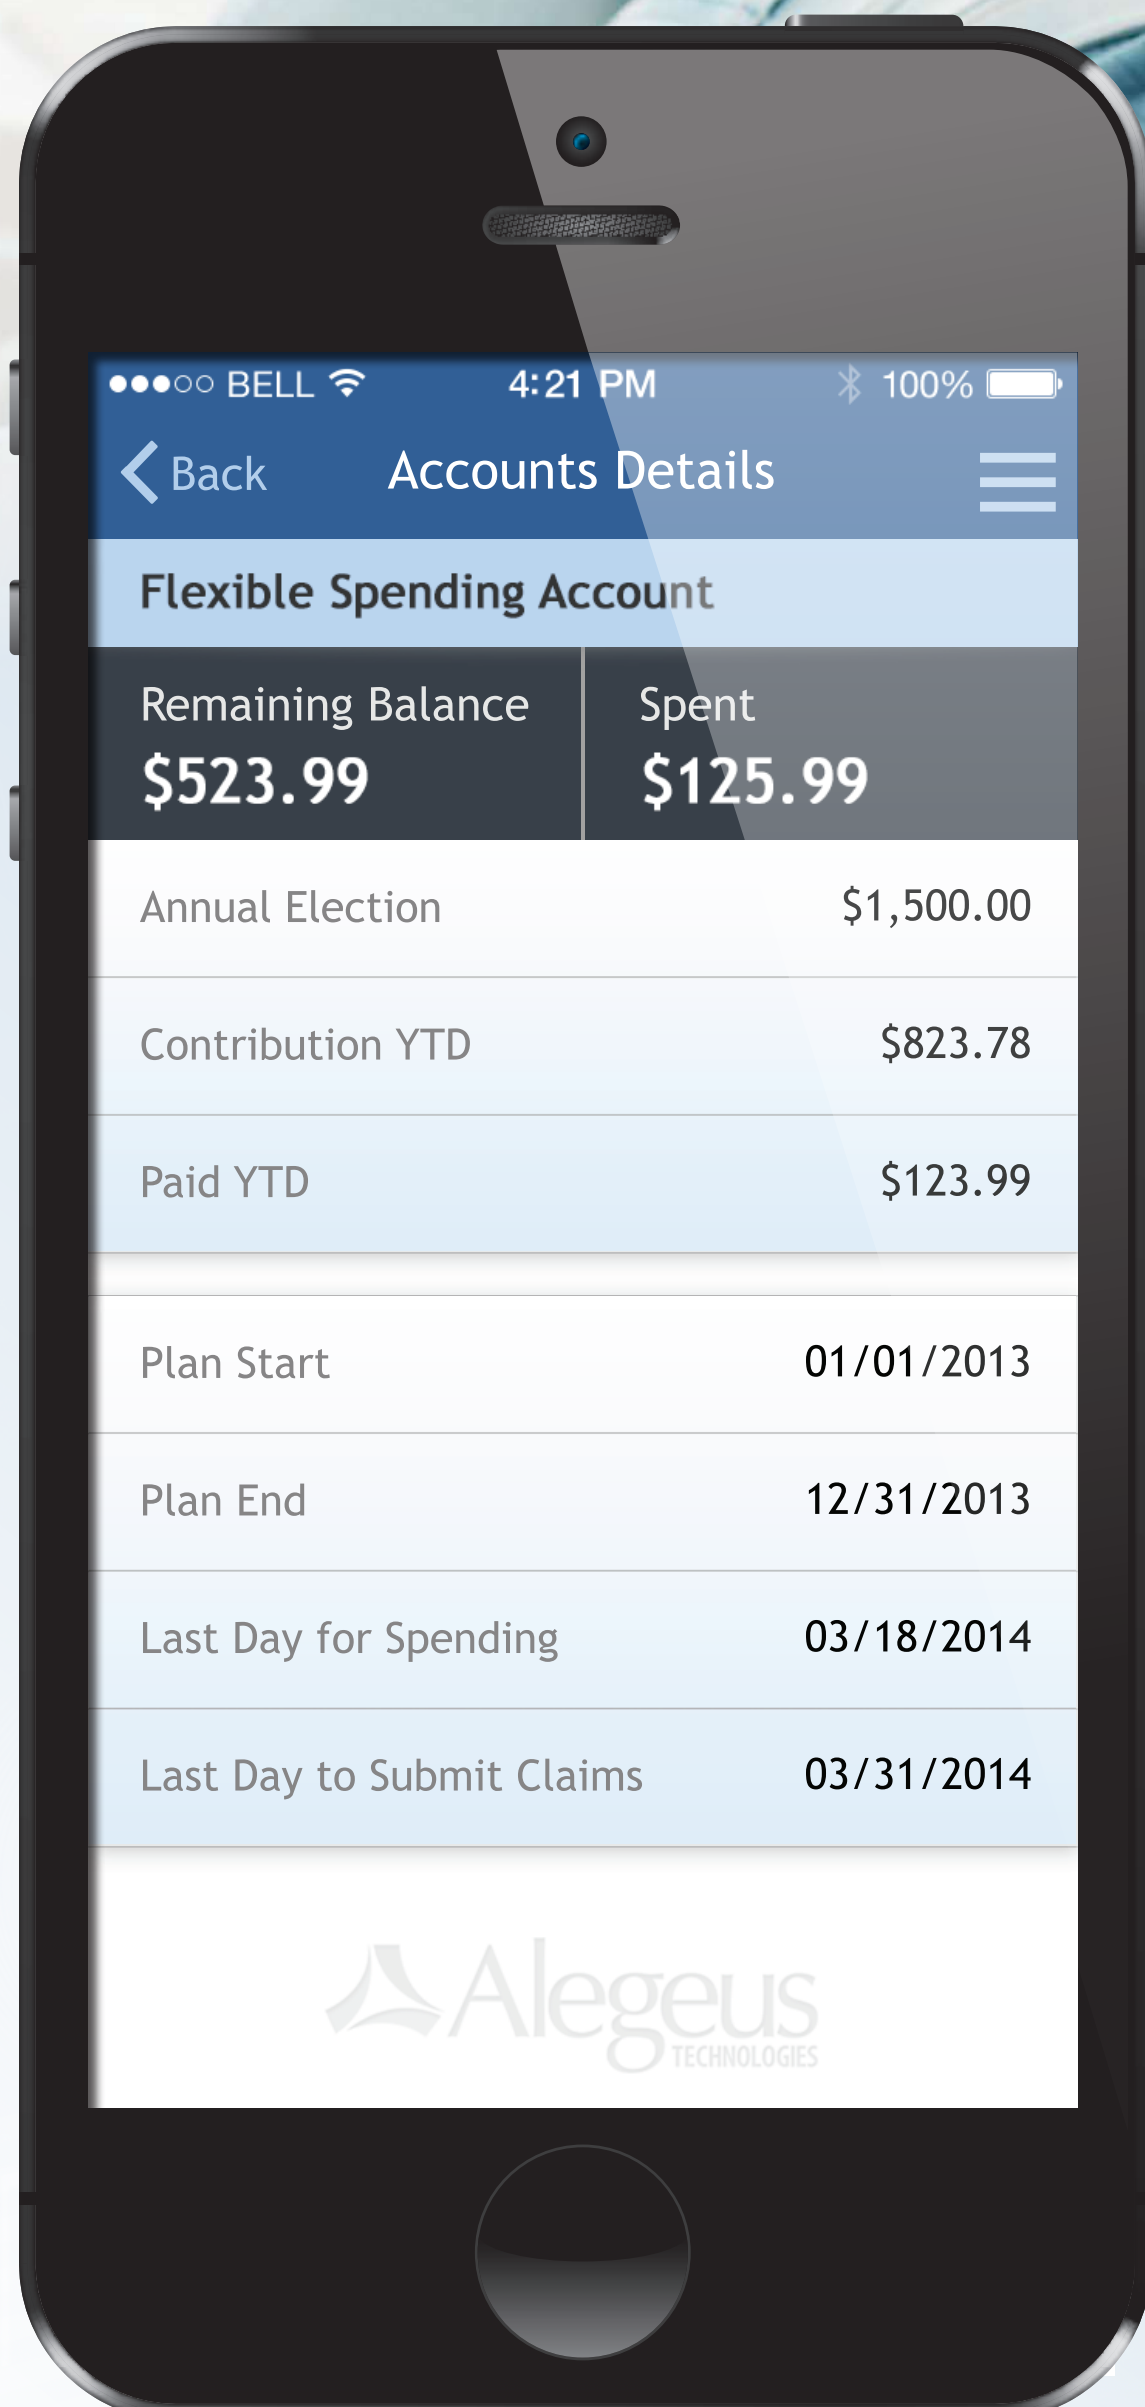 BELL 4:21 PM 100%
Back Accounts Details
Flexible Spending Account
Remaining Balance Spent
$523.99 $125.99
Annual Election $1,500.00
Contribution YTD $823.78
Paid YTD $123.99
Plan Start 01/01/2013
Plan End 12/31/2013
Last Day for Spending 03/18/2014
Last Day to Submit Claims 03/31/2014
Alegeus
TECHNOLOGIES